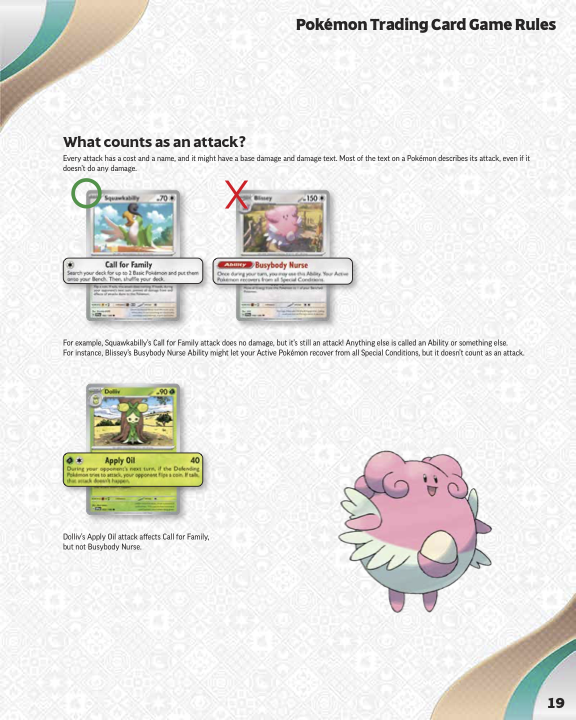 Pokémon Trading Card Game Rules
What counts as an attack?
Every attack has a cost and a name, and it might have a base damage and damage text. Most of the text on a Pokémon describes its attack, even if it
doesn't do any damage.
Squawkabilly 70
Blissey 150
Call for Family
Search your deck for up to 2 Basic Pokémon and put them
onto your Bench. Then, shuffle your deck.
Ability Busybody Nurse
Once during your turn, you may use this Ability. Your Active
Pokémon recovers from all Special Conditions.
For example, Squawkabilly's Call for Family attack does no damage, but it's still an attack! Anything else is called an Ability or something else.
For instance, Blissey's Busybody Nurse Ability might let your Active Pokémon recover from all Special Conditions, but it doesn't count as an attack.
Dolliv 90
Apply Oil 40
During your opponent's next turn, if the Defending
Pokémon tries to attack, your opponent flips a coin. If tails,
that attack doesn't happen.
Dolliv's Apply Oil attack affects Call for Family,
but not Busybody Nurse.
19